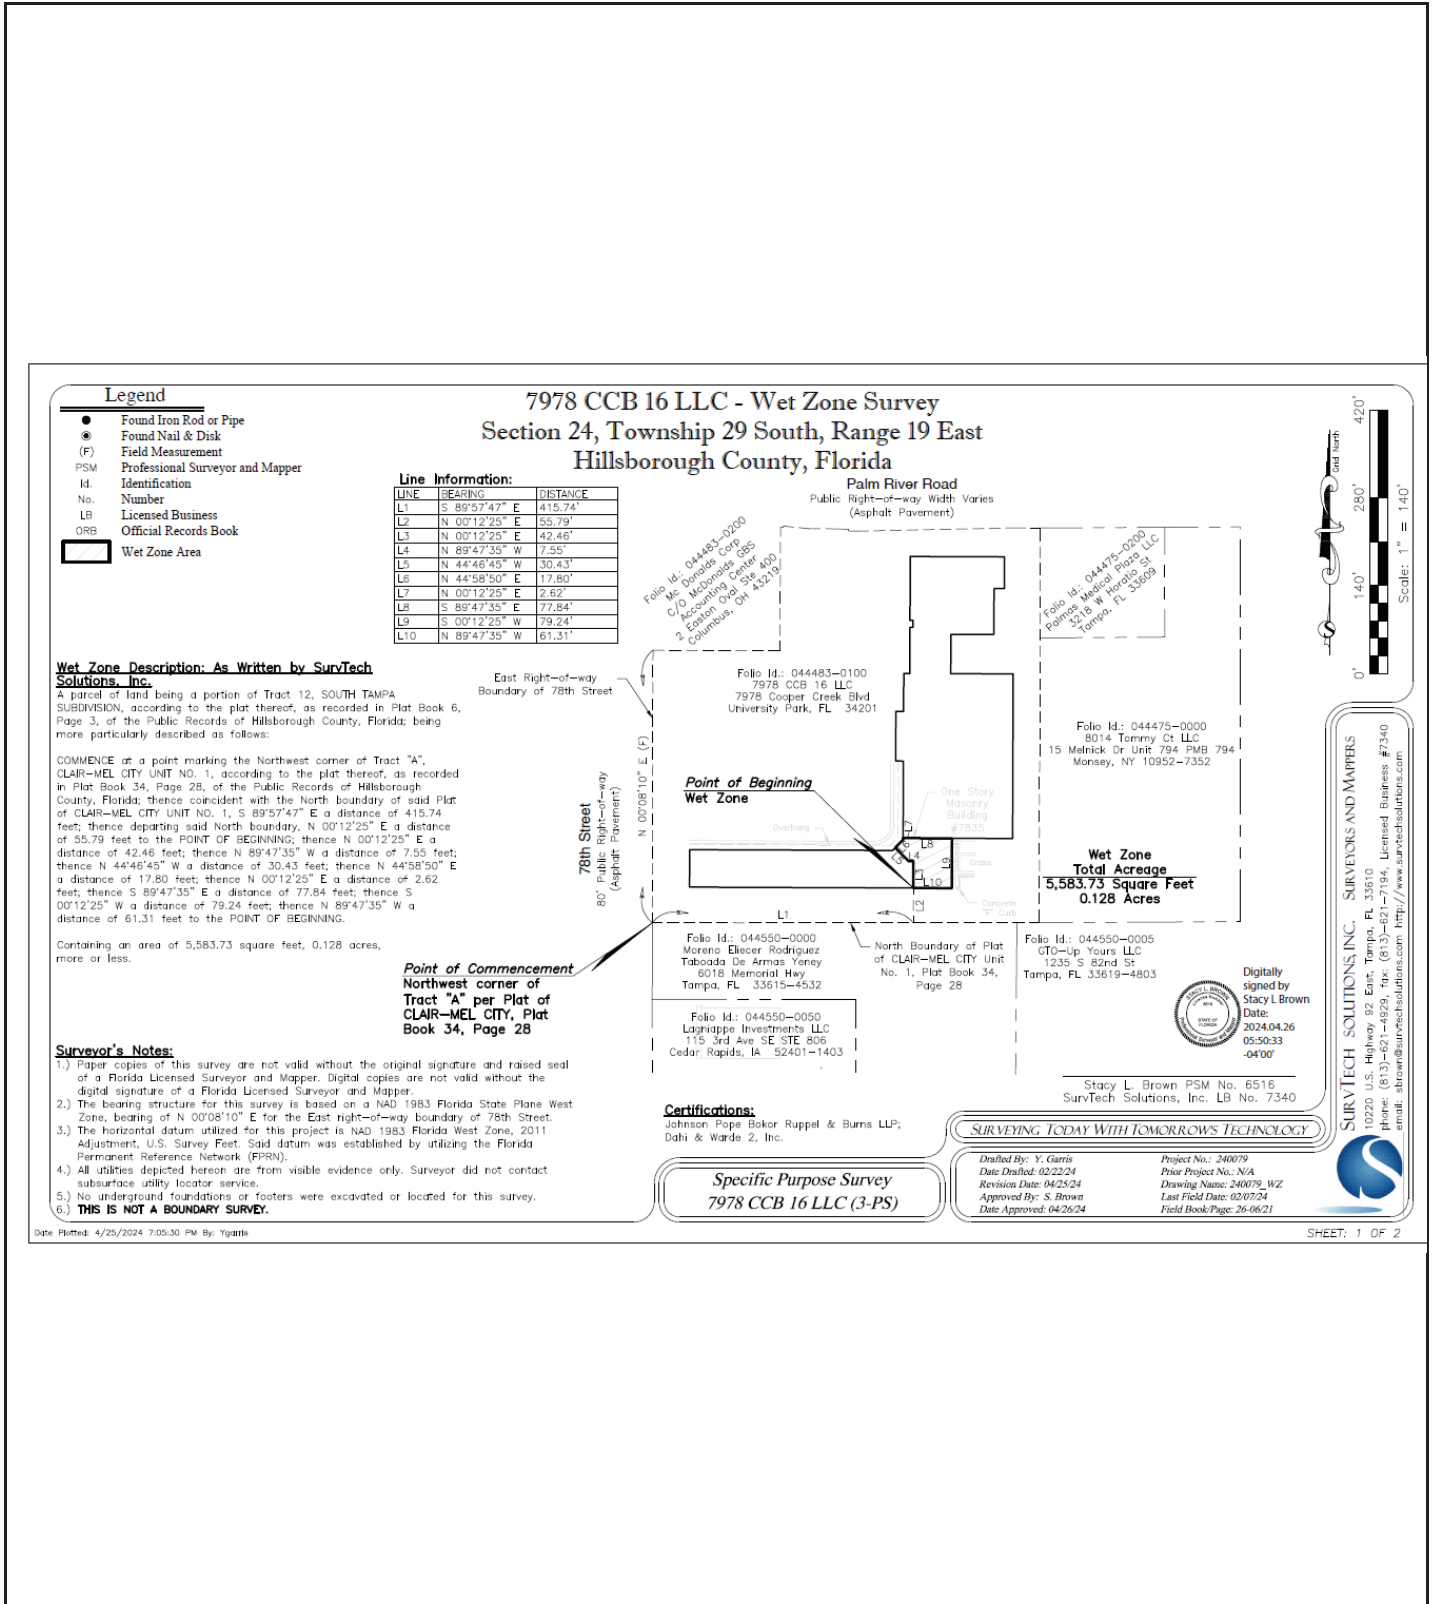 7978 CCB 16 LLC - Wet Zone Survey
Section 24, Township 29 South, Range 19 East
Hillsborough County, Florida
Legend
Found Iron Rod or Pipe
Found Nail & Disk
(F) Field Measurement
PSM Professional Surveyor and Mapper
Id. Identification
No. Number
LB Licensed Business
ORB Official Records Book
Wet Zone Area
Line Information:
LINE BEARING DISTANCE
L1 S 89°57'47" E 415.74'
L2 N 00°12'25" E 55.79'
L3 N 00°12'25" E 42.46'
L4 N 89°47'35" W 7.55'
L5 N 44°46'45" W 30.43'
L6 N 44°58'50" E 17.80'
L7 N 00°12'25" E 2.62'
L8 S 89°47'35" E 77.84'
L9 S 00°12'25" W 79.24'
L10 N 89°47'35" W 61.31'
Palm River Road
Public Right-of-way Width Varies
(Asphalt Pavement)
Folio Id.: 044483-0200
Mc Donalds Corp
C/O McDonalds GBS
Accounting Center
2 Easton Oval Ste 400
Columbus, OH 43219
Folio Id.: 044475-0200
Palmas Medical Plaza LLC
3218 W Horatio St
Tampa, FL 33609
Grid North
0' 140' 280' 420'
Scale: 1" = 140'
Wet Zone Description: As Written by SurvTech
Solutions, Inc.
A parcel of land being a portion of Tract 12, SOUTH TAMPA
SUBDIVISION, according to the plat thereof, as recorded in Plat Book 6,
Page 3, of the Public Records of Hillsborough County, Florida; being
more particularly described as follows:
COMMENCE at a point marking the Northwest corner of Tract "A",
CLAIR-MEL CITY UNIT NO. 1, according to the plat thereof, as recorded
in Plat Book 34, Page 28, of the Public Records of Hillsborough
County, Florida; thence coincident with the North boundary of said Plat
of CLAIR-MEL CITY UNIT NO. 1, S 89°57'47" E a distance of 415.74
feet; thence departing said North boundary, N 00°12'25" E a distance
of 55.79 feet to the POINT OF BEGINNING; thence N 00°12'25" E a
distance of 42.46 feet; thence N 89°47'35" W a distance of 7.55 feet;
thence N 44°46'45" W a distance of 30.43 feet; thence N 44°58'50" E
a distance of 17.80 feet; thence N 00°12'25" E a distance of 2.62
feet; thence S 89°47'35" E a distance of 77.84 feet; thence S
00°12'25" W a distance of 79.24 feet; thence N 89°47'35" W a
distance of 61.31 feet to the POINT OF BEGINNING.
Containing an area of 5,583.73 square feet, 0.128 acres,
more or less.
East Right-of-way
Boundary of 78th Street
Folio Id.: 044483-0100
7978 CCB 16 LLC
7978 Cooper Creek Blvd
University Park, FL 34201
Folio Id.: 044475-0000
8014 Tommy Ct LLC
15 Melnick Dr Unit 794 PMB 794
Monsey, NY 10952-7352
N 00°08'10" E (F)
78th Street
80' Public Right-of-way
(Asphalt Pavement)
Point of Beginning
Wet Zone
Overhang
One Story
Masonry
Building
#7835
Grass
Concrete
"F" Curb
L7
L6
L8
L5
L4
L9
L3
L10
L2
L1
Wet Zone
Total Acreage
5,583.73 Square Feet
0.128 Acres
Point of Commencement
Northwest corner of
Tract "A" per Plat of
CLAIR-MEL CITY, Plat
Book 34, Page 28
Folio Id.: 044550-0000
Moreno Eliecer Rodriguez
Taboada De Armas Yeney
6018 Memorial Hwy
Tampa, FL 33615-4532
North Boundary of Plat
of CLAIR-MEL CITY Unit
No. 1, Plat Book 34,
Page 28
Folio Id.: 044550-0005
GTO-Up Yours LLC
1235 S 82nd St
Tampa, FL 33619-4803
Folio Id.: 044550-0050
Lagniappe Investments LLC
115 3rd Ave SE STE 806
Cedar Rapids, IA 52401-1403
STACY L. BROWN
STATE OF
FLORIDA
Professional Surveyor and Mapper
Digitally
signed by
Stacy L Brown
Date:
2024.04.26
05:50:33
-04'00'
Stacy L. Brown PSM No. 6516
SurvTech Solutions, Inc. LB No. 7340
Surveyor's Notes:
1.) Paper copies of this survey are not valid without the original signature and raised seal
of a Florida Licensed Surveyor and Mapper. Digital copies are not valid without the
digital signature of a Florida Licensed Surveyor and Mapper.
2.) The bearing structure for this survey is based on a NAD 1983 Florida State Plane West
Zone, bearing of N 00°08'10" E for the East right-of-way boundary of 78th Street.
3.) The horizontal datum utilized for this project is NAD 1983 Florida West Zone, 2011
Adjustment, U.S. Survey Feet. Said datum was established by utilizing the Florida
Permanent Reference Network (FPRN).
4.) All utilities depicted hereon are from visible evidence only. Surveyor did not contact
subsurface utility locator service.
5.) No underground foundations or footers were excavated or located for this survey.
6.) THIS IS NOT A BOUNDARY SURVEY.
Certifications:
Johnson Pope Bokor Ruppel & Burns LLP;
Dahi & Warde 2, Inc.
Specific Purpose Survey
7978 CCB 16 LLC (3-PS)
SURVEYING TODAY WITH TOMORROW'S TECHNOLOGY
Drafted By: Y. Garris
Date Drafted: 02/22/24
Revision Date: 04/25/24
Approved By: S. Brown
Date Approved: 04/26/24
Project No.: 240079
Prior Project No.: N/A
Drawing Name: 240079_WZ
Last Field Date: 02/07/24
Field Book/Page: 26-06/21
SURVTECH SOLUTIONS, INC. SURVEYORS AND MAPPERS
10220 U.S. Highway 92 East, Tampa, FL 33610
phone: (813)-621-4929, fax: (813)-621-7194, Licensed Business #7340
email: sbrown@survtechsolutions.com http://www.survtechsolutions.com
S
Date Plotted: 4/25/2024 7:05:30 PM By: Ygarris
SHEET: 1 OF 2